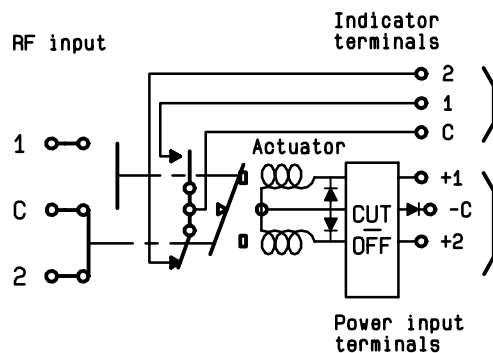 Indicator
terminals
RF input
2
1
C
1
Actuator
+1
C
CUT
OFF
-C
+2
2
Power input
terminals